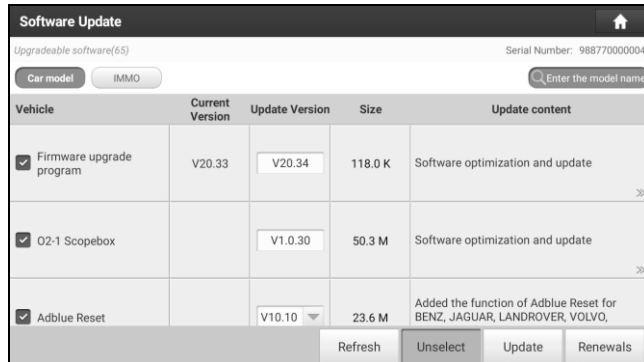 Software Update
Upgradeable software(65)
Serial Number: 988770000004
Car model
IMMO
Enter the model name
Vehicle
Current
Version
Update Version
Size
Update content
Firmware upgrade
program
V20.33
V20.34
118.0 K
Software optimization and update
O2-1 Scopebox
V1.0.30
50.3 M
Software optimization and update
Adblue Reset
V10.10
23.6 M
Added the function of Adblue Reset for
BENZ, JAGUAR, LANDROVER, VOLVO,
Refresh
Unselect
Update
Renewals